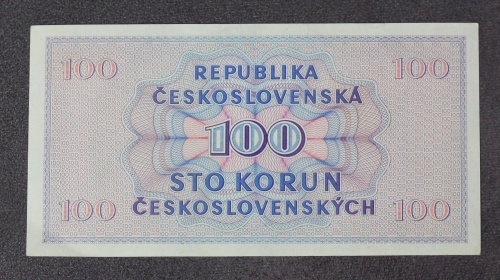 100 100
REPUBLIKA
ČESKOSLOVENSKÁ
100
STO KORUN
ČESKOSLOVENSKÝCH
100 100